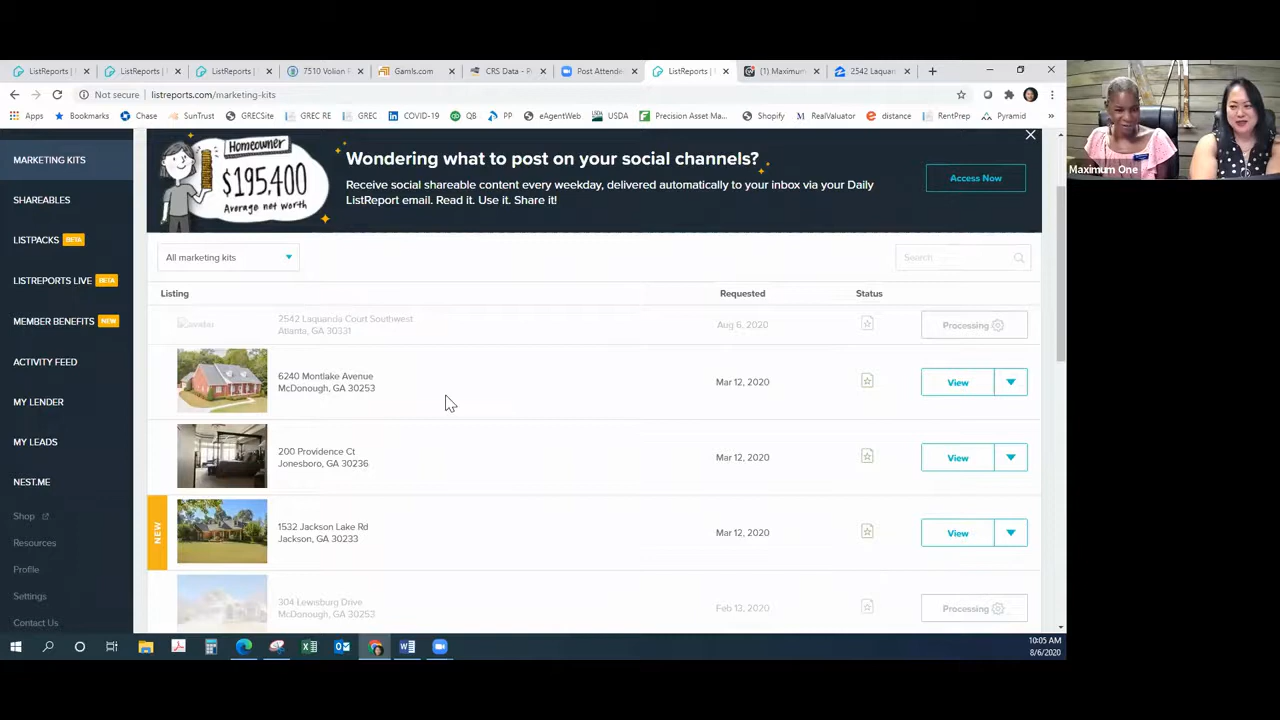 ListReports |
ListReports |
ListReports |
7510 Volion P
Gamls.com
CRS Data - P
Post Attende
ListReports |
(1) Maximum
2542 Laquan
Not secure
listreports.com/marketing-kits
Apps
Bookmarks
Chase
SunTrust
GRECSite
GREC RE
GREC
COVID-19
QB
PP
eAgentWeb
USDA
Precision Asset Ma...
Shopify
RealValuator
distance
RentPrep
Pyramid
Maximum One
MARKETING KITS
SHAREABLES
LISTPACKS BETA
LISTREPORTS LIVE BETA
MEMBER BENEFITS NEW
ACTIVITY FEED
MY LENDER
MY LEADS
NEST.ME
Shop
Resources
Profile
Settings
Contact Us
Homeowner
$195,400
Average net worth
Wondering what to post on your social channels?
Receive social shareable content every weekday, delivered automatically to your inbox via your Daily
ListReport email. Read it. Use it. Share it!
Access Now
All marketing kits
Search
Listing
Requested
Status
2542 Laquanda Court Southwest
Atlanta, GA 30331
Aug 6, 2020
Processing
6240 Montlake Avenue
McDonough, GA 30253
Mar 12, 2020
View
200 Providence Ct
Jonesboro, GA 30236
Mar 12, 2020
View
NEW
1532 Jackson Lake Rd
Jackson, GA 30233
Mar 12, 2020
View
304 Lewisburg Drive
McDonough, GA 30253
Feb 13, 2020
Processing
10:05 AM
8/6/2020